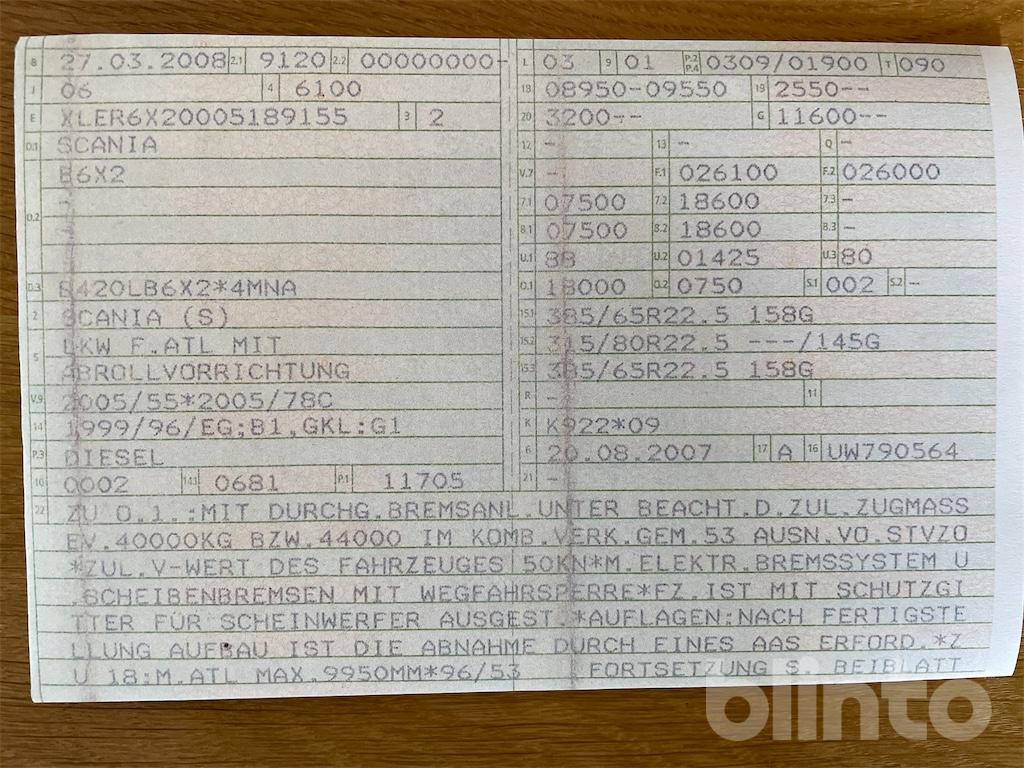 B 27.03.2008 2.1 9120 2.2 00000000-
J 06 4 6100
E XLER6X20005189155 3 2
D.1 SCANIA
B6X2
D.2
D.3 B420LB6X2*4MNA
2 SCANIA (S)
LKW F.ATL MIT
5 ABROLLVORRICHTUNG
V.9 2005/55*2005/78C
14 1999/96/EG;B1,GKL:G1
P.3 DIESEL
10 0002 14.1 0681 P.1 11705
L 03 9 01 P.2 P.4 0309/01900 T 090
18 08950-09550 19 2550--
20 3200-- G 11600--
12 - 13 -- Q -
V.7 - F.1 026100 F.2 026000
7.1 07500 7.2 18600 7.3 -
8.1 07500 8.2 18600 8.3 -
U.1 88 U.2 01425 U.3 80
O.1 18000 O.2 0750 S.1 002 S.2 --
15.1 385/65R22.5 158G
15.2 315/80R22.5 ---/145G
15.3 385/65R22.5 158G
R - 11
K K922*09
6 20.08.2007 17 A 16 UW790564
21 -
22 ZU O.1.:MIT DURCHG.BREMSANL.UNTER BEACHT.D.ZUL.ZUGMASS
EV.40000KG BZW.44000 IM KOMB.VERK.GEM.53 AUSN.VO.STVZO
*ZUL.V-WERT DES FAHRZEUGES 50KN*M.ELEKTR.BREMSSYSTEM U
.SCHEIBENBREMSEN MIT WEGFAHRSPERRE*FZ.IST MIT SCHUTZGI
TTER FÜR SCHEINWERFER AUSGEST.*AUFLAGEN:NACH FERTIGSTE
LLUNG AUFBAU IST DIE ABNAHME DURCH EINES AAS ERFORD.*Z
U 18:M.ATL MAX.9950MM*96/53 FORTSETZUNG S. BEIBLATT
blinto